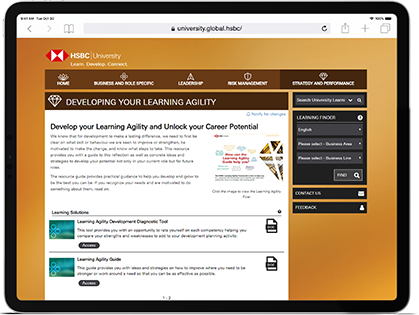 9:41 AM Tue Oct 30
100%
university.global.hsbc/
HSBC University
Learn. Develop. Connect.
HOME
BUSINESS AND ROLE SPECIFIC
LEADERSHIP
RISK MANAGEMENT
STRATEGY AND PERFORMANCE
DEVELOPING YOUR LEARNING AGILITY
Notify for changes
Develop your Learning Agility and Unlock your Career Potential
We know that for development to make a lasting difference, we need to first be
clear on what skill or behaviour we are keen to improve or strengthen, be
motivated to make the change, and know what steps to take. This resource
provides you with a guide to this reflection as well as concrete ideas and
strategies to develop your potential not only in your current role but for future
roles.
The resource guide provides practical guidance to help you develop and grow to
be the best you can be. If you recognize your needs and are motivated to do
something about them, read on.
How can the
Learning Agility
Guide help you?
Click the image to view the Learning Agility
Flow.
Learning Solutions
Learning Agility Development Diagnostic Tool
This tool provides you with an opportunity to rate yourself on each competency helping you
compare your strengths and weaknesses to add to your development planning activity.
Access
Learning Agility Guide
This guide provides you with ideas and strategies on how to improve where you need to be
stronger or work around a need so that you can be as effective as possible.
Access
1 - 2
Search University Learni
LEARNING FINDER
English
Please select - Business Area
Please select - Business Line
FIND
CONTACT US
FEEDBACK